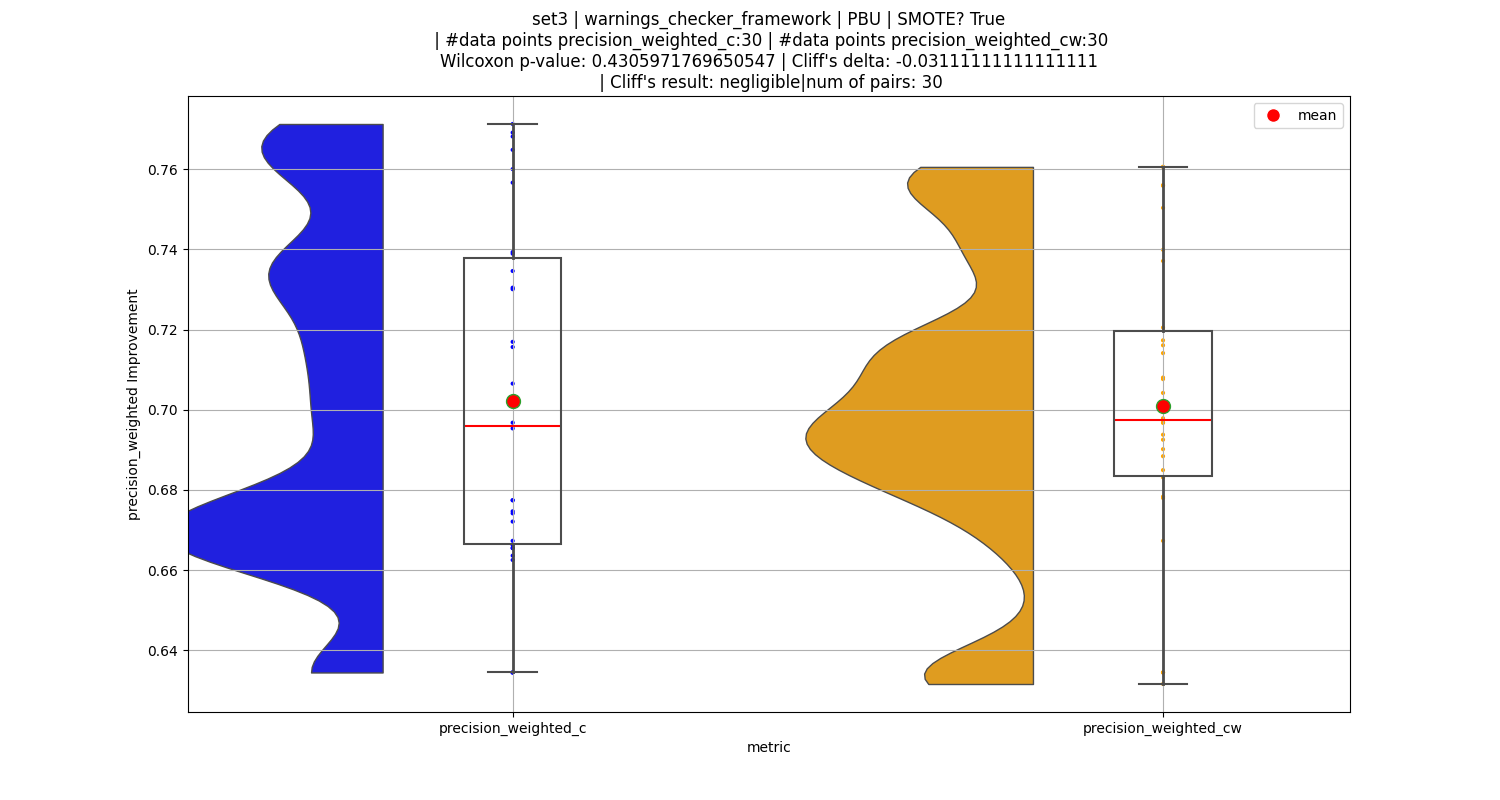 set3 | warnings_checker_framework | PBU | SMOTE? True
| #data points precision_weighted_c:30 | #data points precision_weighted_cw:30
Wilcoxon p-value: 0.4305971769650547 | Cliff's delta: -0.03111111111111111
| Cliff's result: negligible|num of pairs: 30
mean
0.76
0.74
0.72
0.70
0.68
0.66
0.64
precision_weighted Improvement
precision_weighted_c
precision_weighted_cw
metric